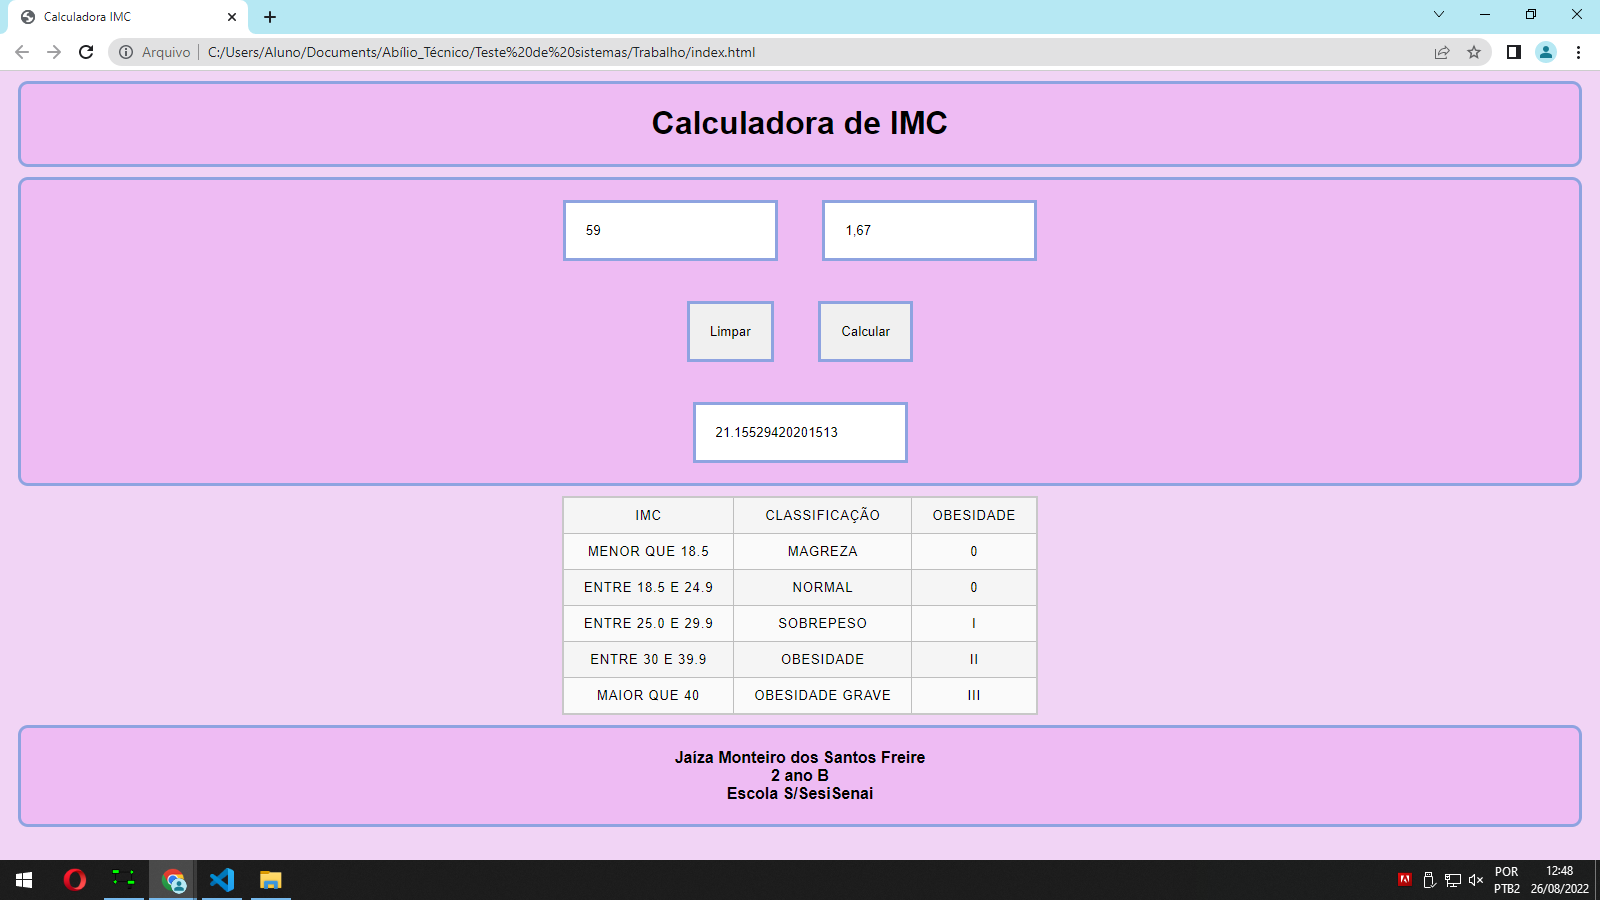 Calculadora IMC
Arquivo C:/Users/Aluno/Documents/Abílio_Técnico/Teste%20de%20sistemas/Trabalho/index.html
Calculadora de IMC
59 1,67
Limpar Calcular
21.15529420201513
IMC CLASSIFICAÇÃO OBESIDADE
MENOR QUE 18.5 MAGREZA 0
ENTRE 18.5 E 24.9 NORMAL 0
ENTRE 25.0 E 29.9 SOBREPESO I
ENTRE 30 E 39.9 OBESIDADE II
MAIOR QUE 40 OBESIDADE GRAVE III
Jaíza Monteiro dos Santos Freire
2 ano B
Escola S/SesiSenai
POR 12:48
PTB2 26/08/2022